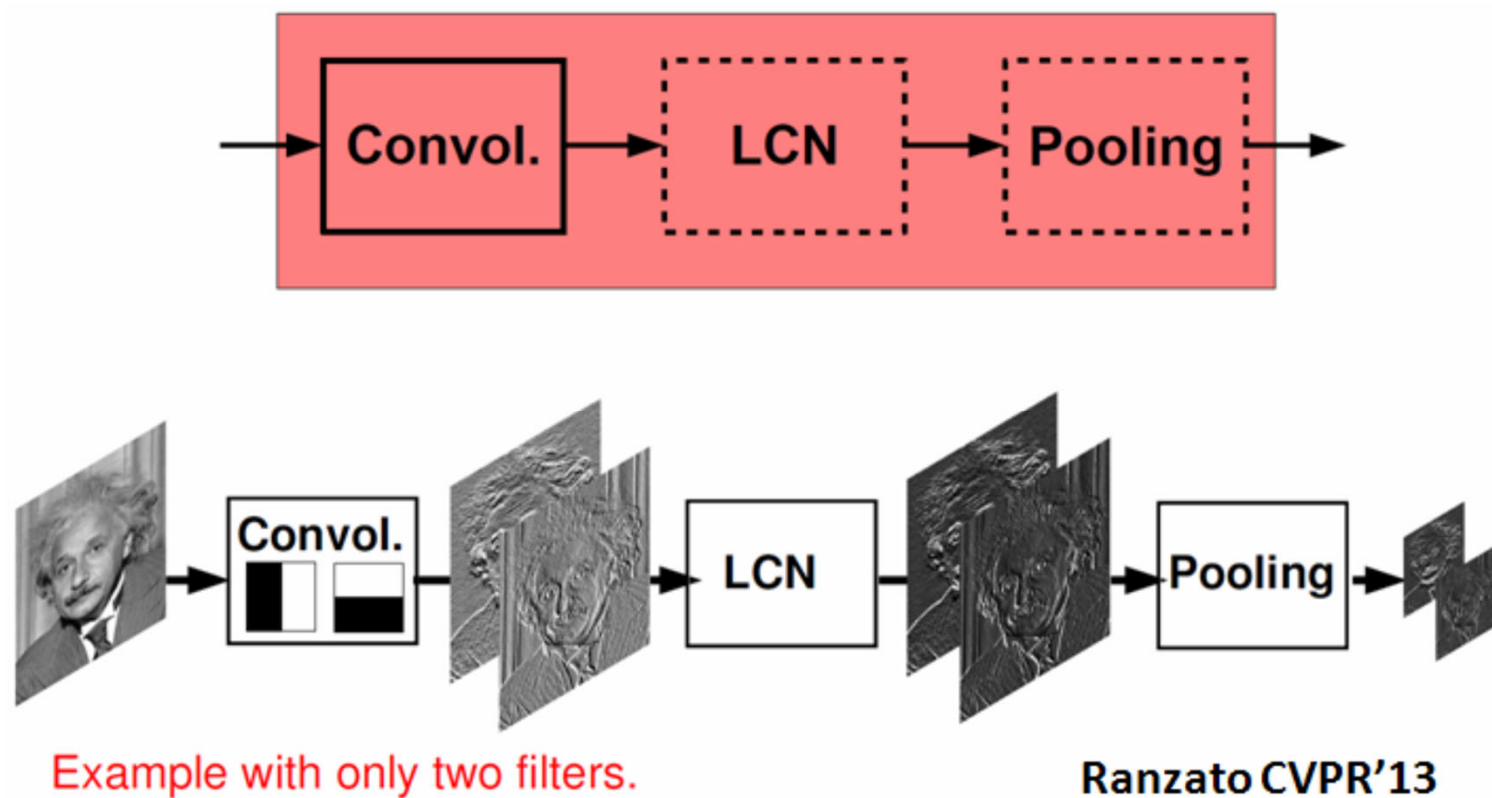 Convol.
LCN
Pooling
Convol.
LCN
Pooling
Example with only two filters.
Ranzato CVPR'13